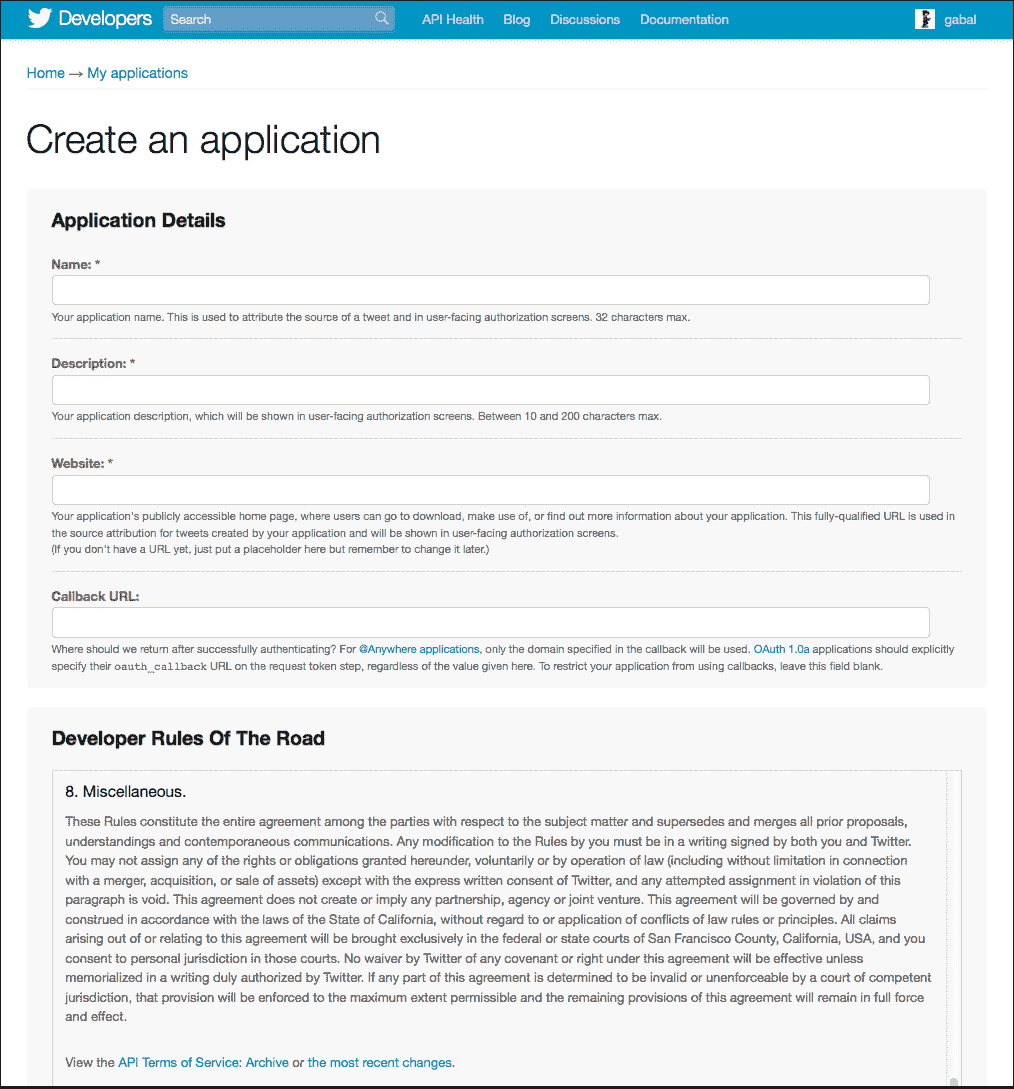 Developers Search API Health Blog Discussions Documentation gabal
Home → My applications
Create an application
Application Details
Name: *
Your application name. This is used to attribute the source of a tweet and in user-facing authorization screens. 32 characters max.
Description: *
Your application description, which will be shown in user-facing authorization screens. Between 10 and 200 characters max.
Website: *
Your application's publicly accessible home page, where users can go to download, make use of, or find out more information about your application. This fully-qualified URL is used in
the source attribution for tweets created by your application and will be shown in user-facing authorization screens.
(If you don't have a URL yet, just put a placeholder here but remember to change it later.)
Callback URL:
Where should we return after successfully authenticating? For @Anywhere applications, only the domain specified in the callback will be used. OAuth 1.0a applications should explicitly
specify their oauth_callback URL on the request token step, regardless of the value given here. To restrict your application from using callbacks, leave this field blank.
Developer Rules Of The Road
8. Miscellaneous.
These Rules constitute the entire agreement among the parties with respect to the subject matter and supersedes and merges all prior proposals,
understandings and contemporaneous communications. Any modification to the Rules by you must be in a writing signed by both you and Twitter.
You may not assign any of the rights or obligations granted hereunder, voluntarily or by operation of law (including without limitation in connection
with a merger, acquisition, or sale of assets) except with the express written consent of Twitter, and any attempted assignment in violation of this
paragraph is void. This agreement does not create or imply any partnership, agency or joint venture. This agreement will be governed by and
construed in accordance with the laws of the State of California, without regard to or application of conflicts of law rules or principles. All claims
arising out of or relating to this agreement will be brought exclusively in the federal or state courts of San Francisco County, California, USA, and you
consent to personal jurisdiction in those courts. No waiver by Twitter of any covenant or right under this agreement will be effective unless
memorialized in a writing duly authorized by Twitter. If any part of this agreement is determined to be invalid or unenforceable by a court of competent
jurisdiction, that provision will be enforced to the maximum extent permissible and the remaining provisions of this agreement will remain in full force
and effect.
View the API Terms of Service: Archive or the most recent changes.